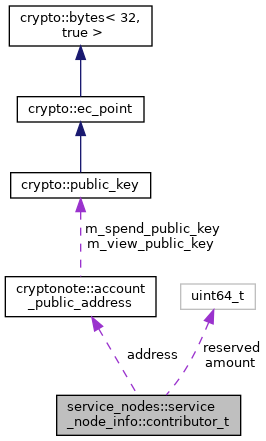 crypto::bytes< 32,
true >
crypto::ec_point
crypto::public_key
m_spend_public_key
m_view_public_key
cryptonote::account
_public_address
uint64_t
address
reserved
amount
service_nodes::service
_node_info::contributor_t